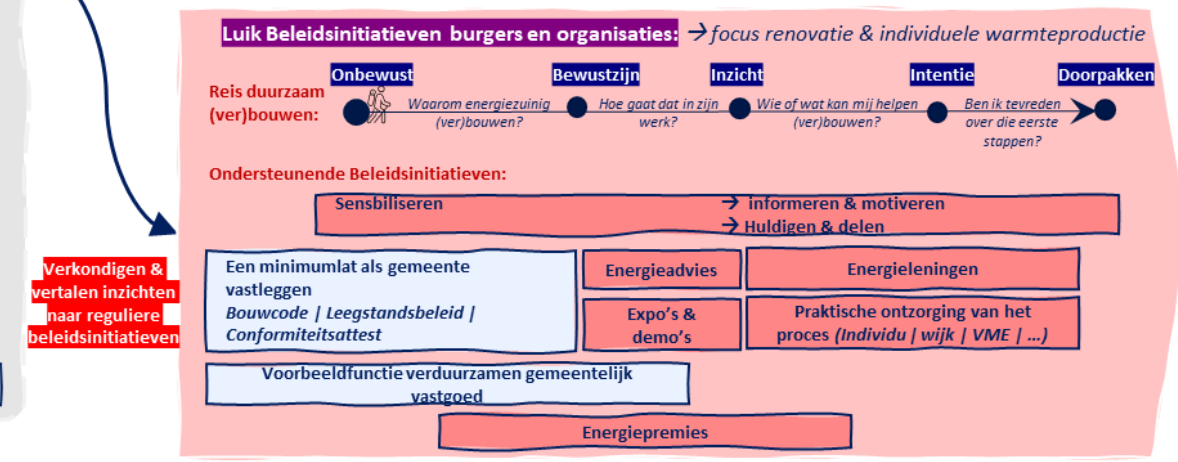 Luik Beleidsinitiatieven burgers en organisaties: → focus renovatie & individuele warmteproductie
Onbewust
Bewustzijn
Inzicht
Intentie
Doorpakken
Reis duurzaam
(ver)bouwen:
Waarom energiezuinig
(ver)bouwen?
Hoe gaat dat in zijn
werk?
Wie of wat kan mij helpen
(ver)bouwen?
Ben ik tevreden
over die eerste
stappen?
Ondersteunende Beleidsinitiatieven:
Sensbiliseren
→ informeren & motiveren
→ Huldigen & delen
Verkondigen &
vertalen inzichten
naar reguliere
beleidsinitiatieven
Een minimumlat als gemeente
vastleggen
Bouwcode | Leegstandsbeleid |
Conformiteitsattest
Energieadvies
Energieleningen
Expo's &
demo's
Praktische ontzorging van het
proces (Individu | wijk | VME | ...)
Voorbeeldfunctie verduurzamen gemeentelijk
vastgoed
Energiepremies